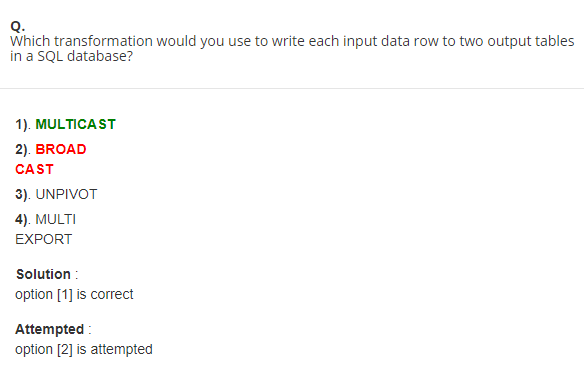 Q.
Which transformation would you use to write each input data row to two output tables
in a SQL database?
1). MULTICAST
2). BROAD
CAST
3). UNPIVOT
4). MULTI
EXPORT
Solution :
option [1] is correct
Attempted :
option [2] is attempted